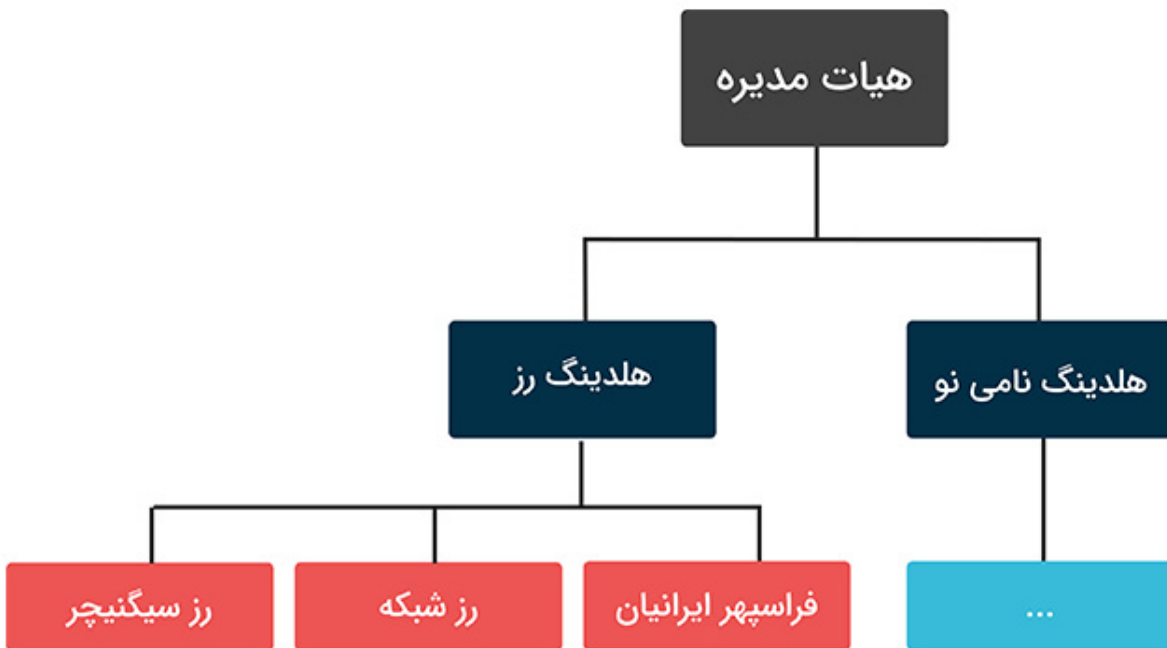 هیات مدیره
هلدینگ نامی نو
هلدینگ رز
...
فراسپهر ایرانیان
رز شبکه
رز سیگنیچر